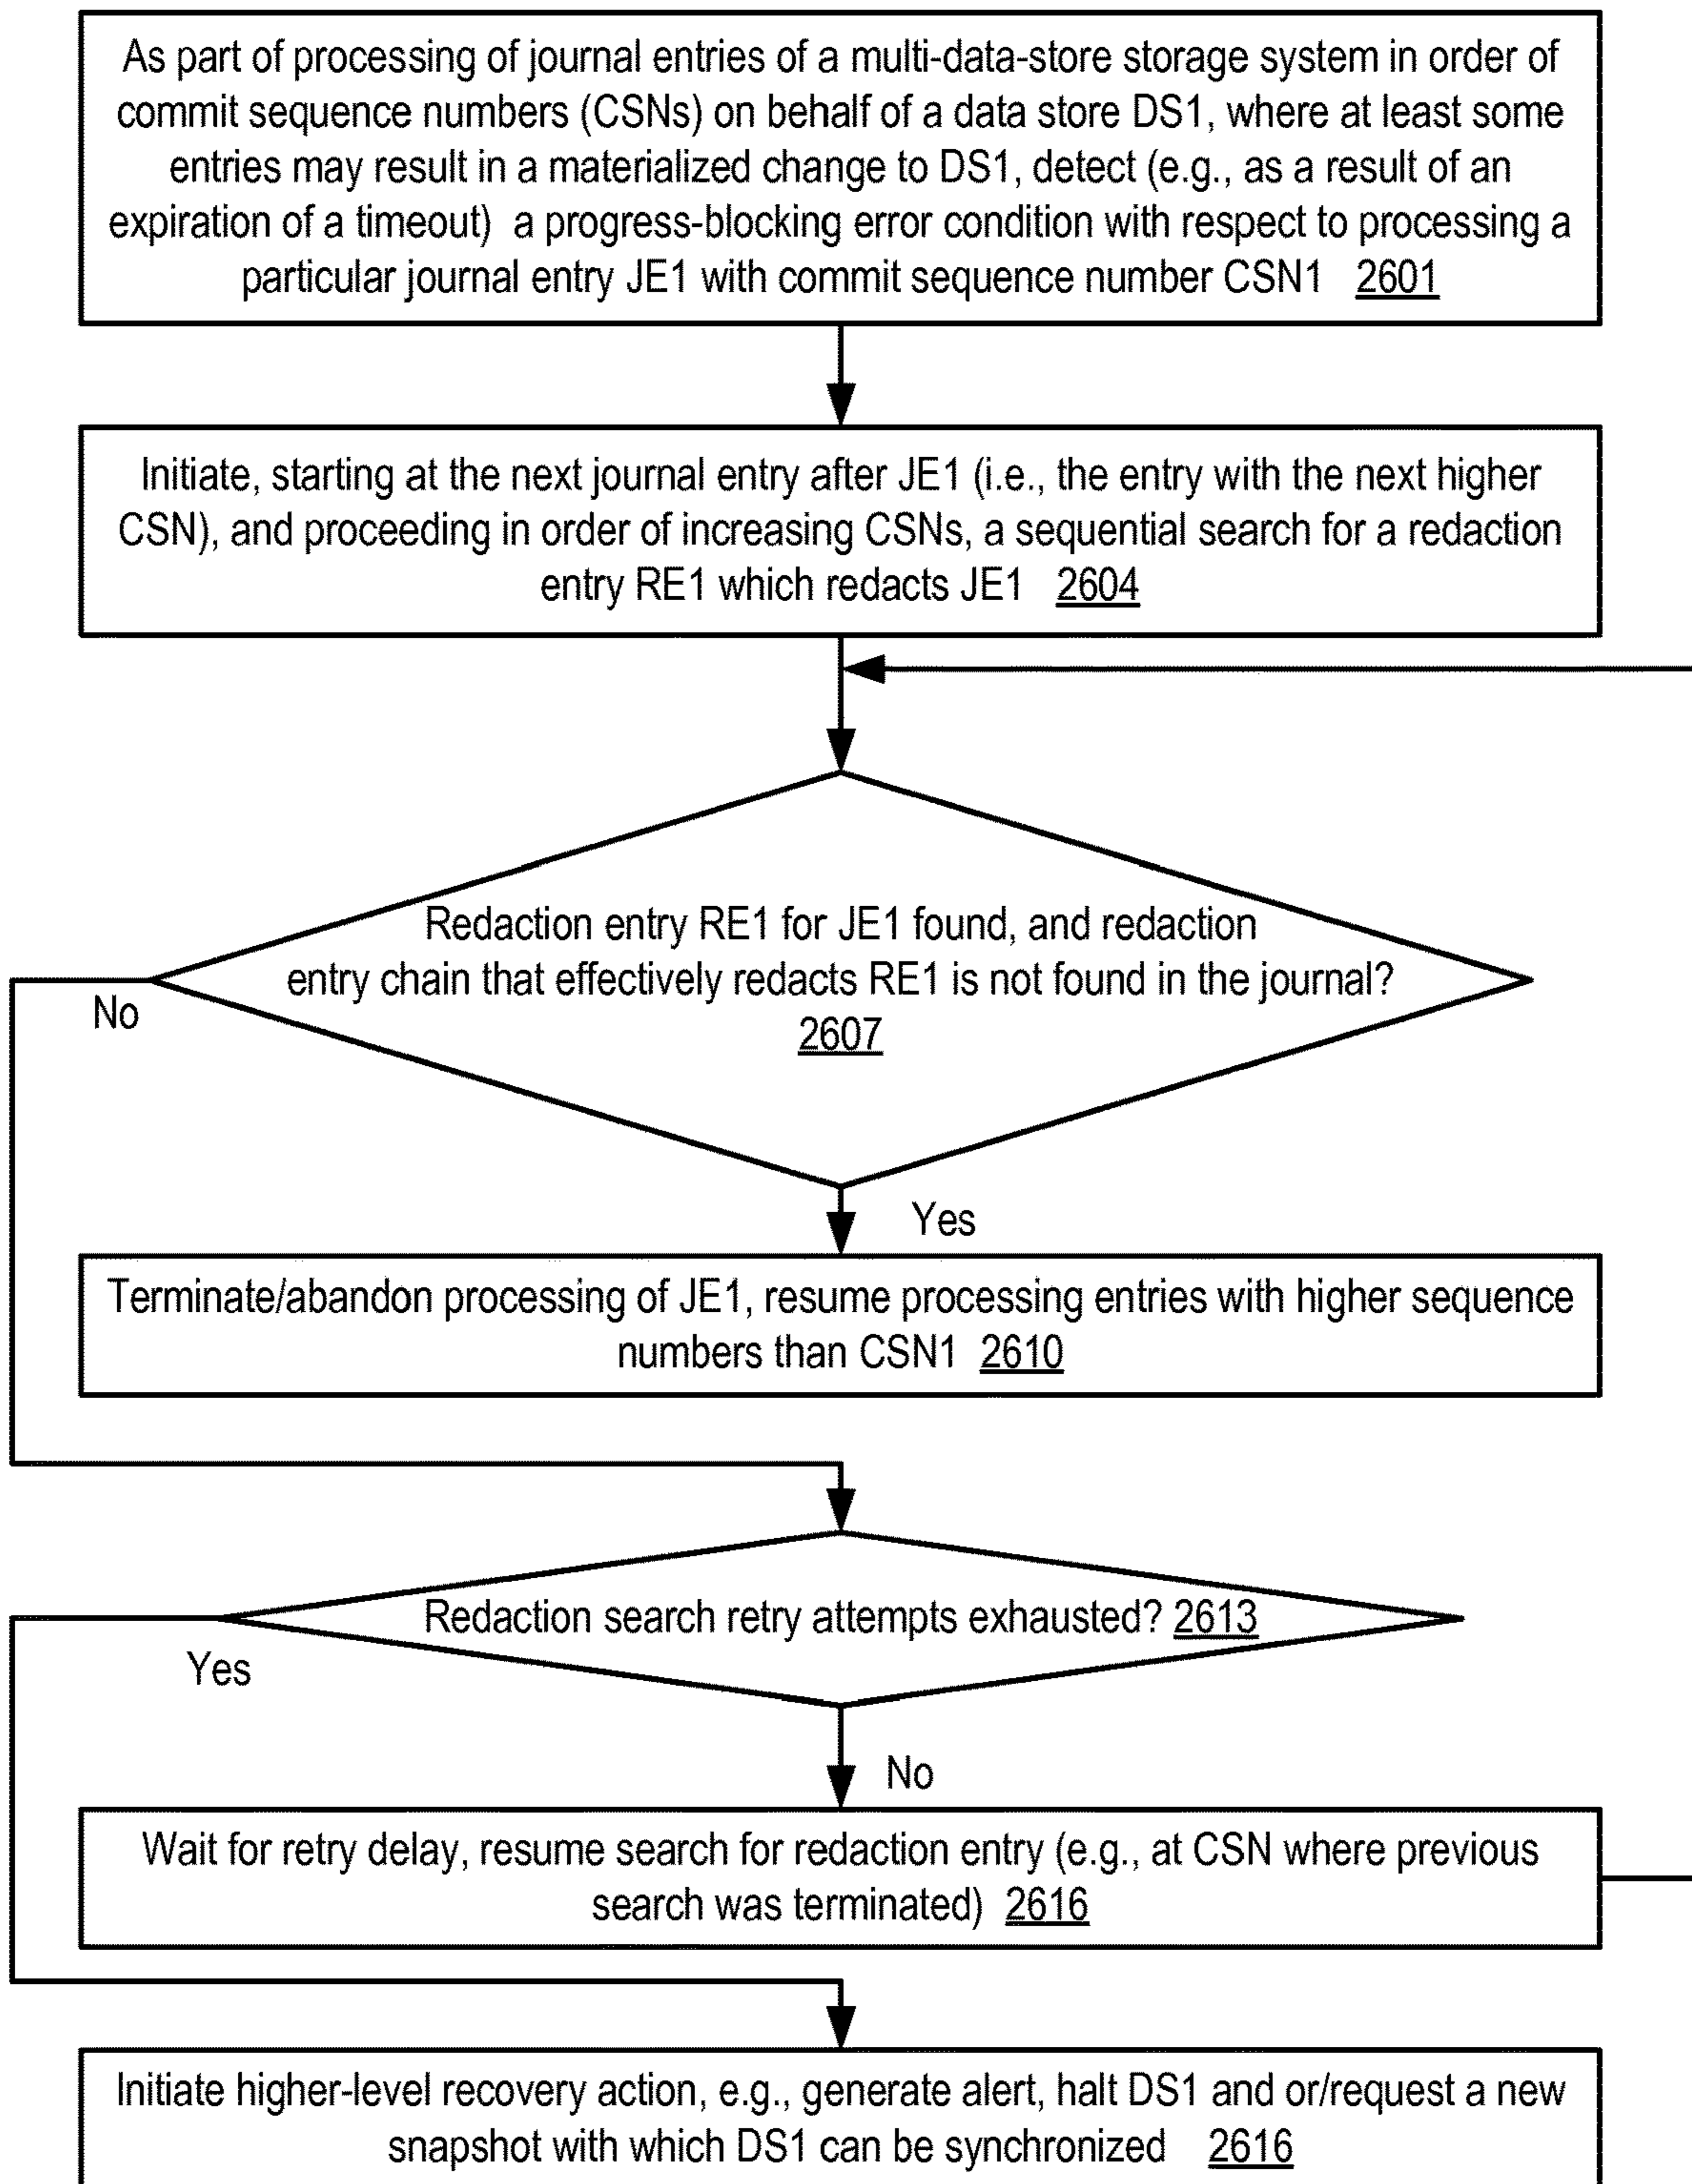 As part of processing of journal entries of a multi-data-store storage system in order of
commit sequence numbers (CSNs) on behalf of a data store DS1, where at least some
entries may result in a materialized change to DS1, detect (e.g., as a result of an
expiration of a timeout) a progress-blocking error condition with respect to processing a
particular journal entry JE1 with commit sequence number CSN1 2601
Initiate, starting at the next journal entry after JE1 (i.e., the entry with the next higher
CSN), and proceeding in order of increasing CSNs, a sequential search for a redaction
entry RE1 which redacts JE1 2604
Redaction entry RE1 for JE1 found, and redaction
entry chain that effectively redacts RE1 is not found in the journal?
2607
No
Yes
Terminate/abandon processing of JE1, resume processing entries with higher sequence
numbers than CSN1 2610
Redaction search retry attempts exhausted? 2613
Yes
No
Wait for retry delay, resume search for redaction entry (e.g., at CSN where previous
search was terminated) 2616
Initiate higher-level recovery action, e.g., generate alert, halt DS1 and or/request a new
snapshot with which DS1 can be synchronized 2616